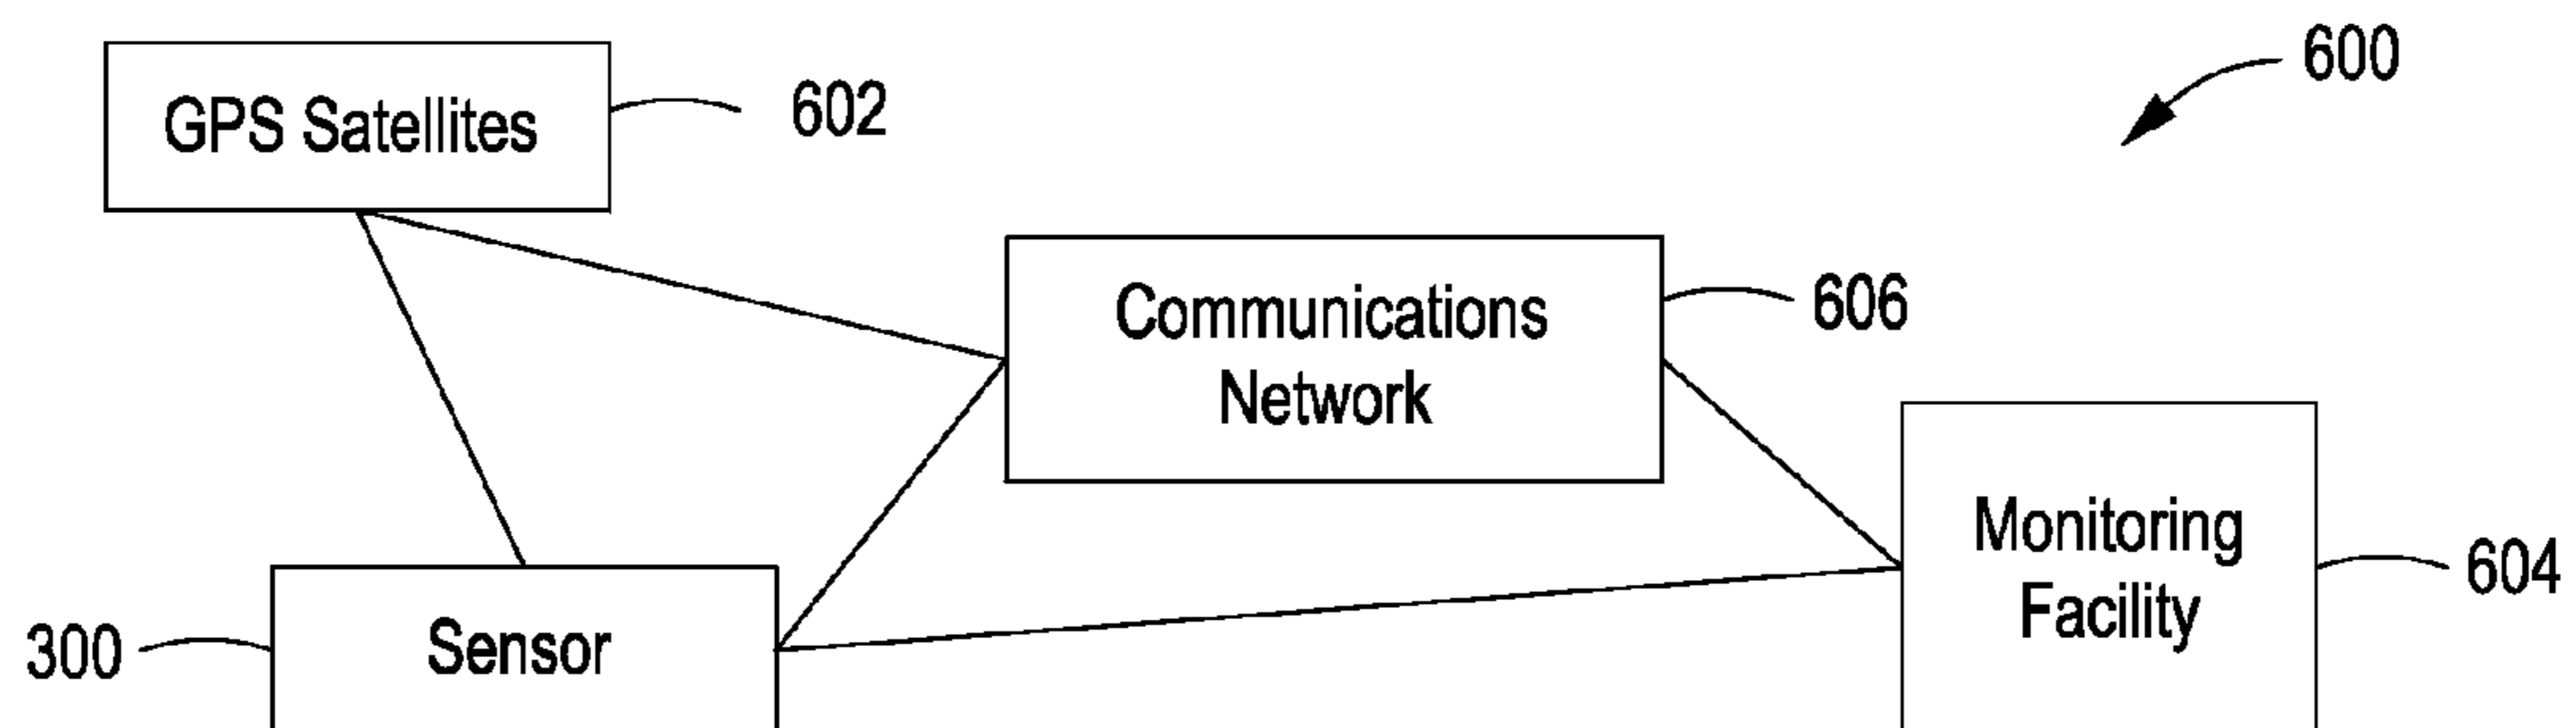 600
GPS Satellites
602
Communications
Network
606
Monitoring
Facility
604
Sensor
300